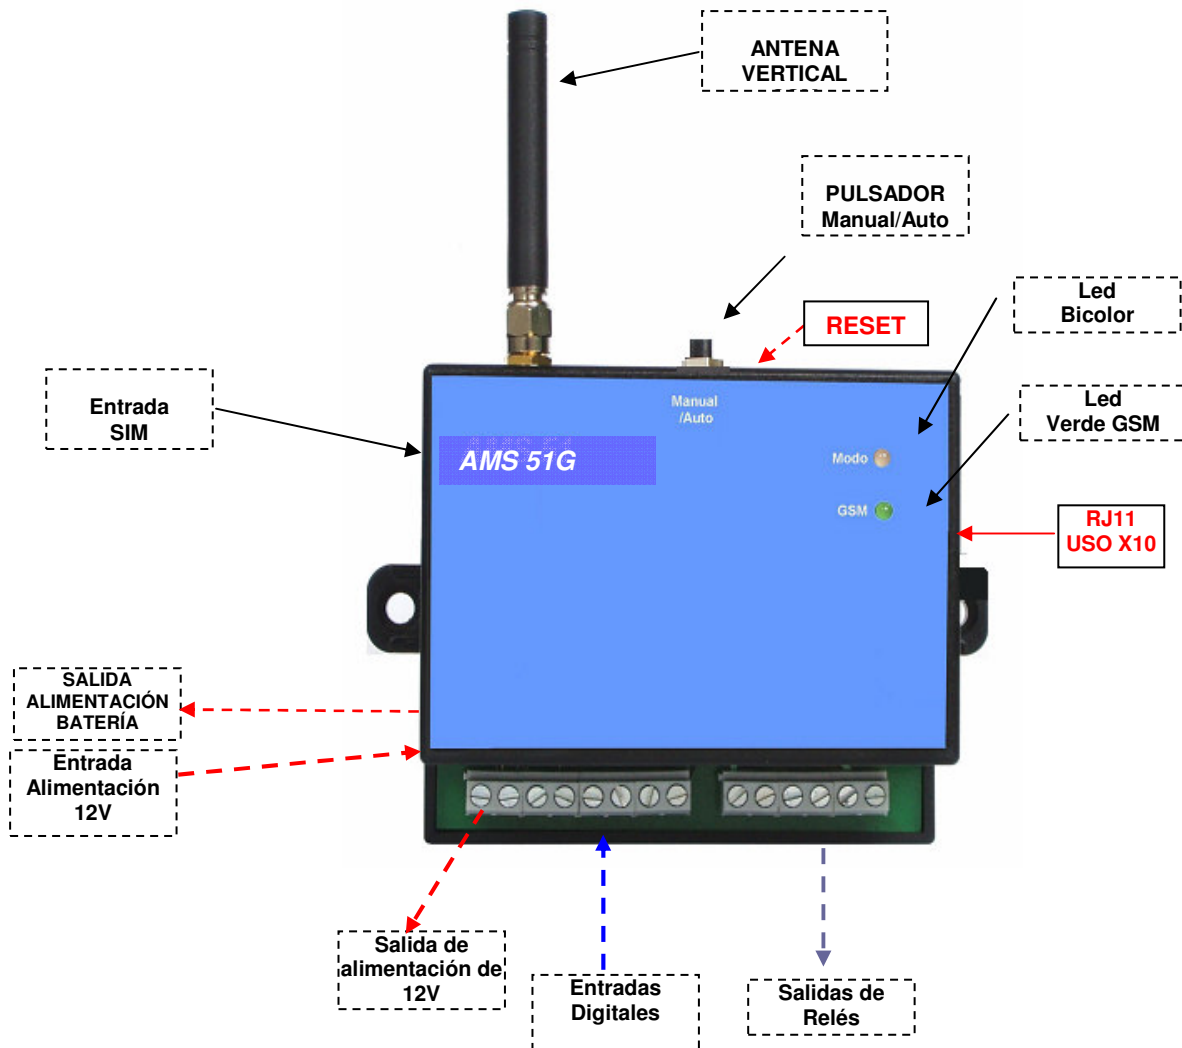 ANTENA
VERTICAL
PULSADOR
Manual/Auto
RESET
Led
Bicolor
Entrada
SIM
Led
Verde GSM
Manual
/Auto
AMS 51G
Modo
GSM
RJ11
USO X10
SALIDA
ALIMENTACIÓN
BATERÍA
Entrada
Alimentación
12V
Salida de
alimentación de
12V
Entradas
Digitales
Salidas de
Relés